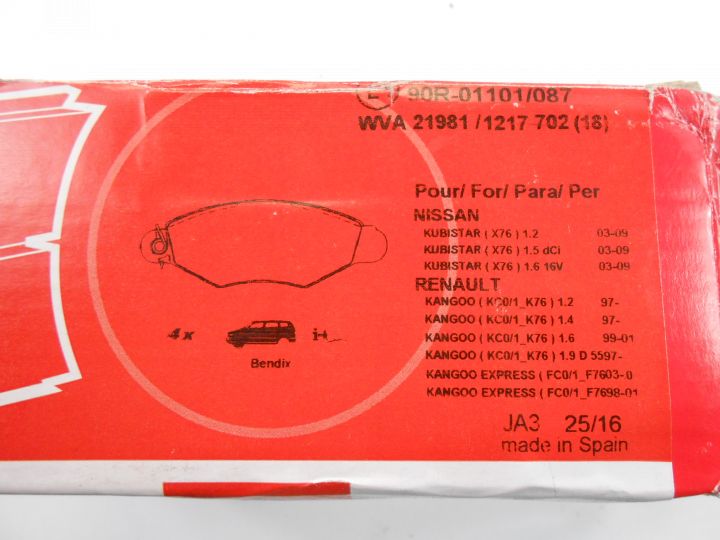 90R-01101/087
WVA 21981 /1217 702 (18)
Pour/ For/ Para/ Per
NISSAN
KUBISTAR ( X76 ) 1.2 03-09
KUBISTAR ( X76 ) 1.5 dCi 03-09
KUBISTAR ( X76 ) 1.6 16V 03-09
RENAULT
KANGOO ( KC0/1_K76 ) 1.2 97-
KANGOO ( KC0/1_K76 ) 1.4 97-
KANGOO ( KC0/1_K76 ) 1.6 99-01
KANGOO ( KC0/1_K76 ) 1.9 D 5597-
KANGOO EXPRESS ( FC0/1_F7603-0
KANGOO EXPRESS ( FC0/1_F7698-01
4x
Bendix
JA3 25/16
made in Spain